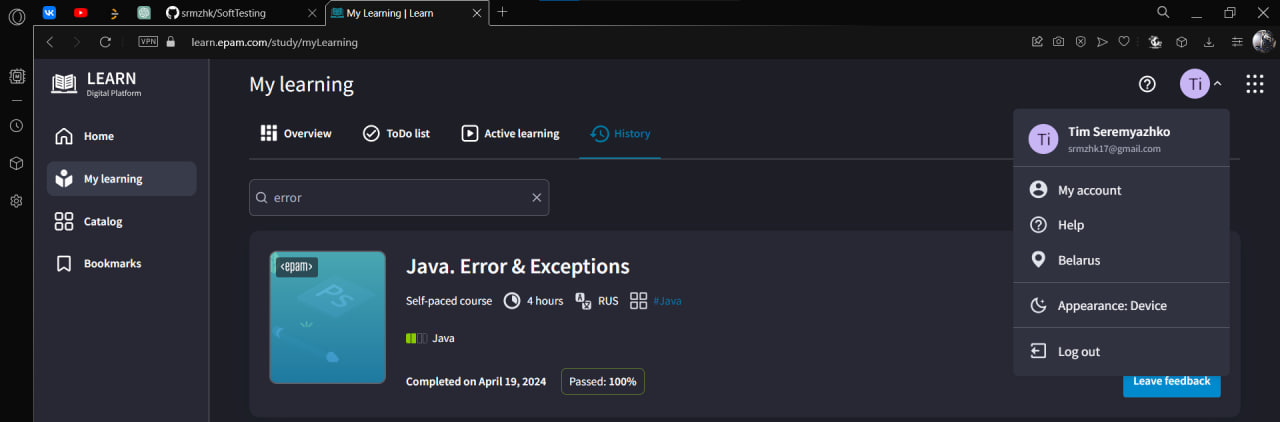 srmzhk/SoftTesting
My Learning | Learn
VPN
learn.epam.com/study/myLearning
LEARN
Digital Platform
My learning
Ti
Home
My learning
Catalog
Bookmarks
Overview
ToDo list
Active learning
History
error
<epam>
Ps
Java. Error & Exceptions
Self-paced course
4 hours
RUS
#Java
Java
Completed on April 19, 2024
Passed: 100%
Leave feedback
Ti
Tim Seremyazhko
srmzhk17@gmail.com
My account
Help
Belarus
Appearance: Device
Log out